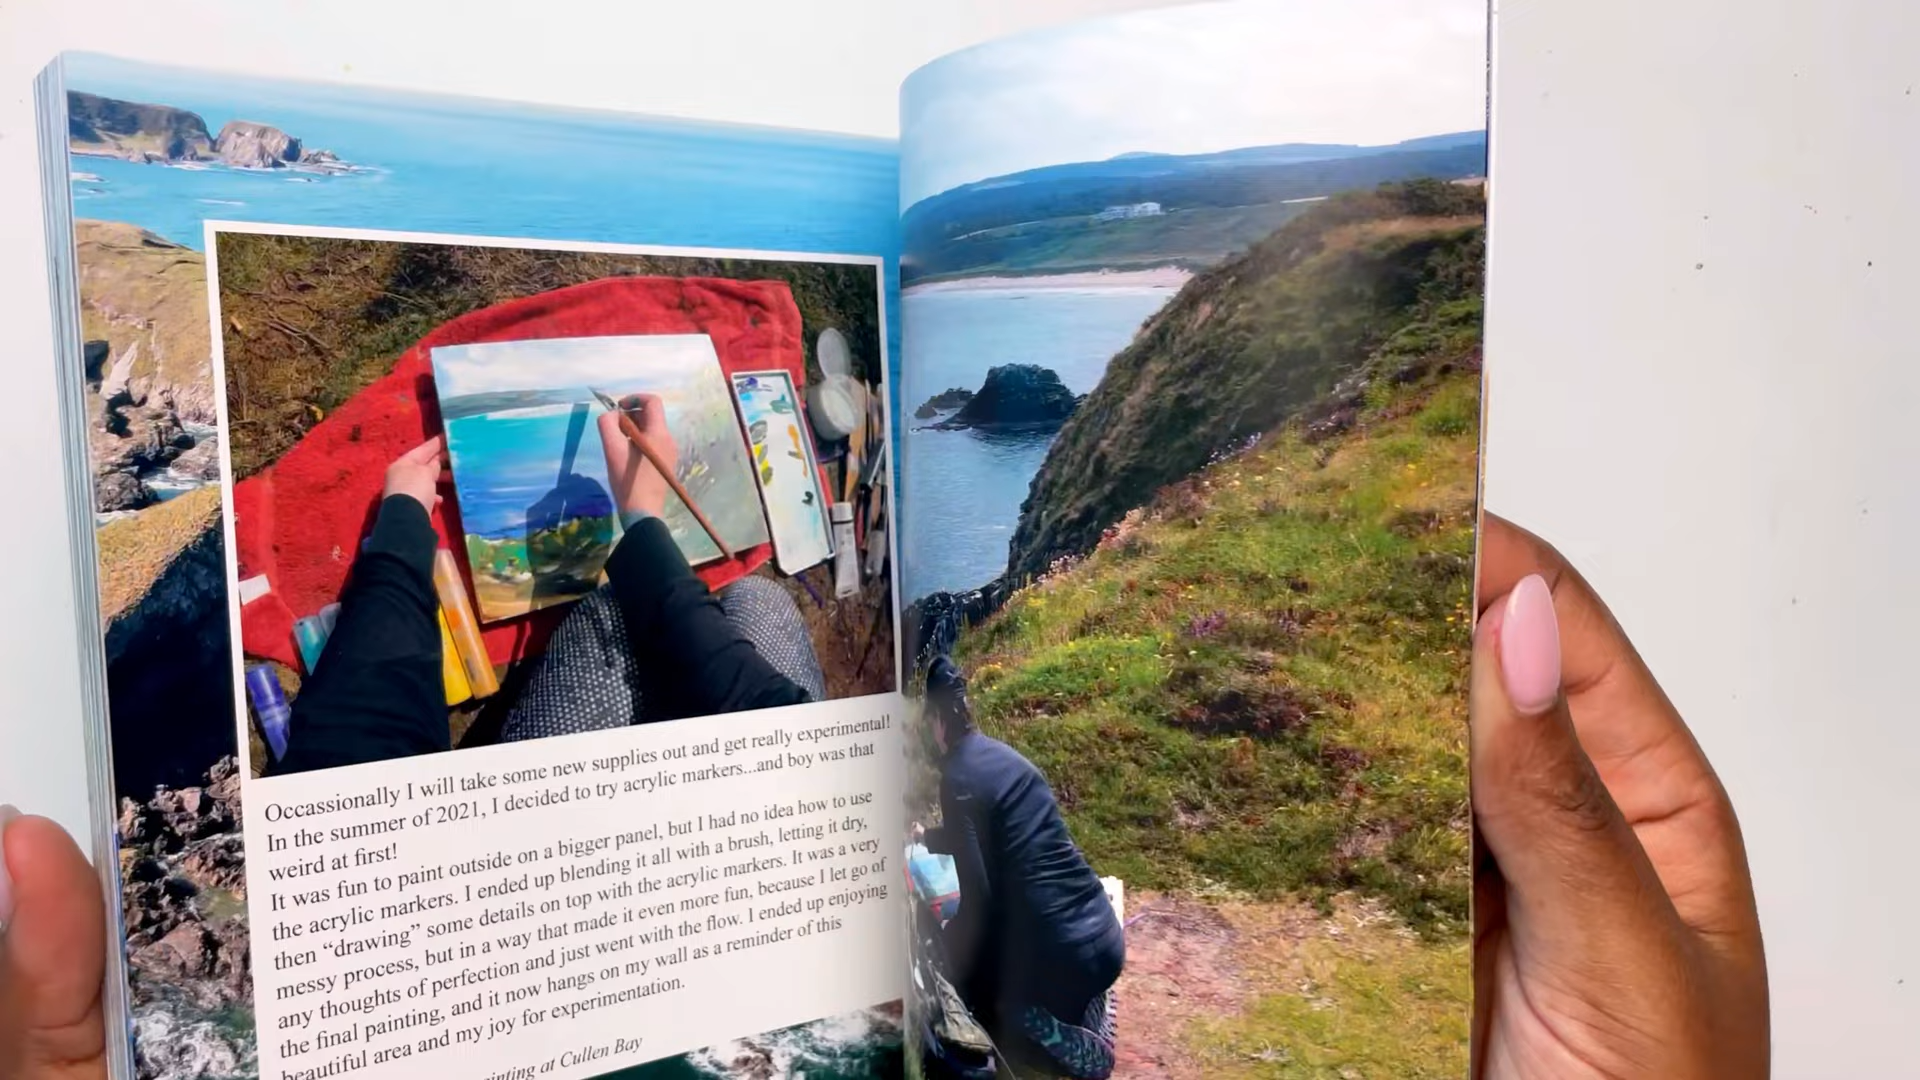 Occassionally I will take some new supplies out and get really experimental!
In the summer of 2021, I decided to try acrylic markers...and boy was that
weird at first!
It was fun to paint outside on a bigger panel, but I had no idea how to use
the acrylic markers. I ended up blending it all with a brush, letting it dry,
then “drawing” some details on top with the acrylic markers. It was a very
messy process, but in a way that made it even more fun, because I let go of
any thoughts of perfection and just went with the flow. I ended up enjoying
the final painting, and it now hangs on my wall as a reminder of this
beautiful area and my joy for experimentation.
at Cullen Bay